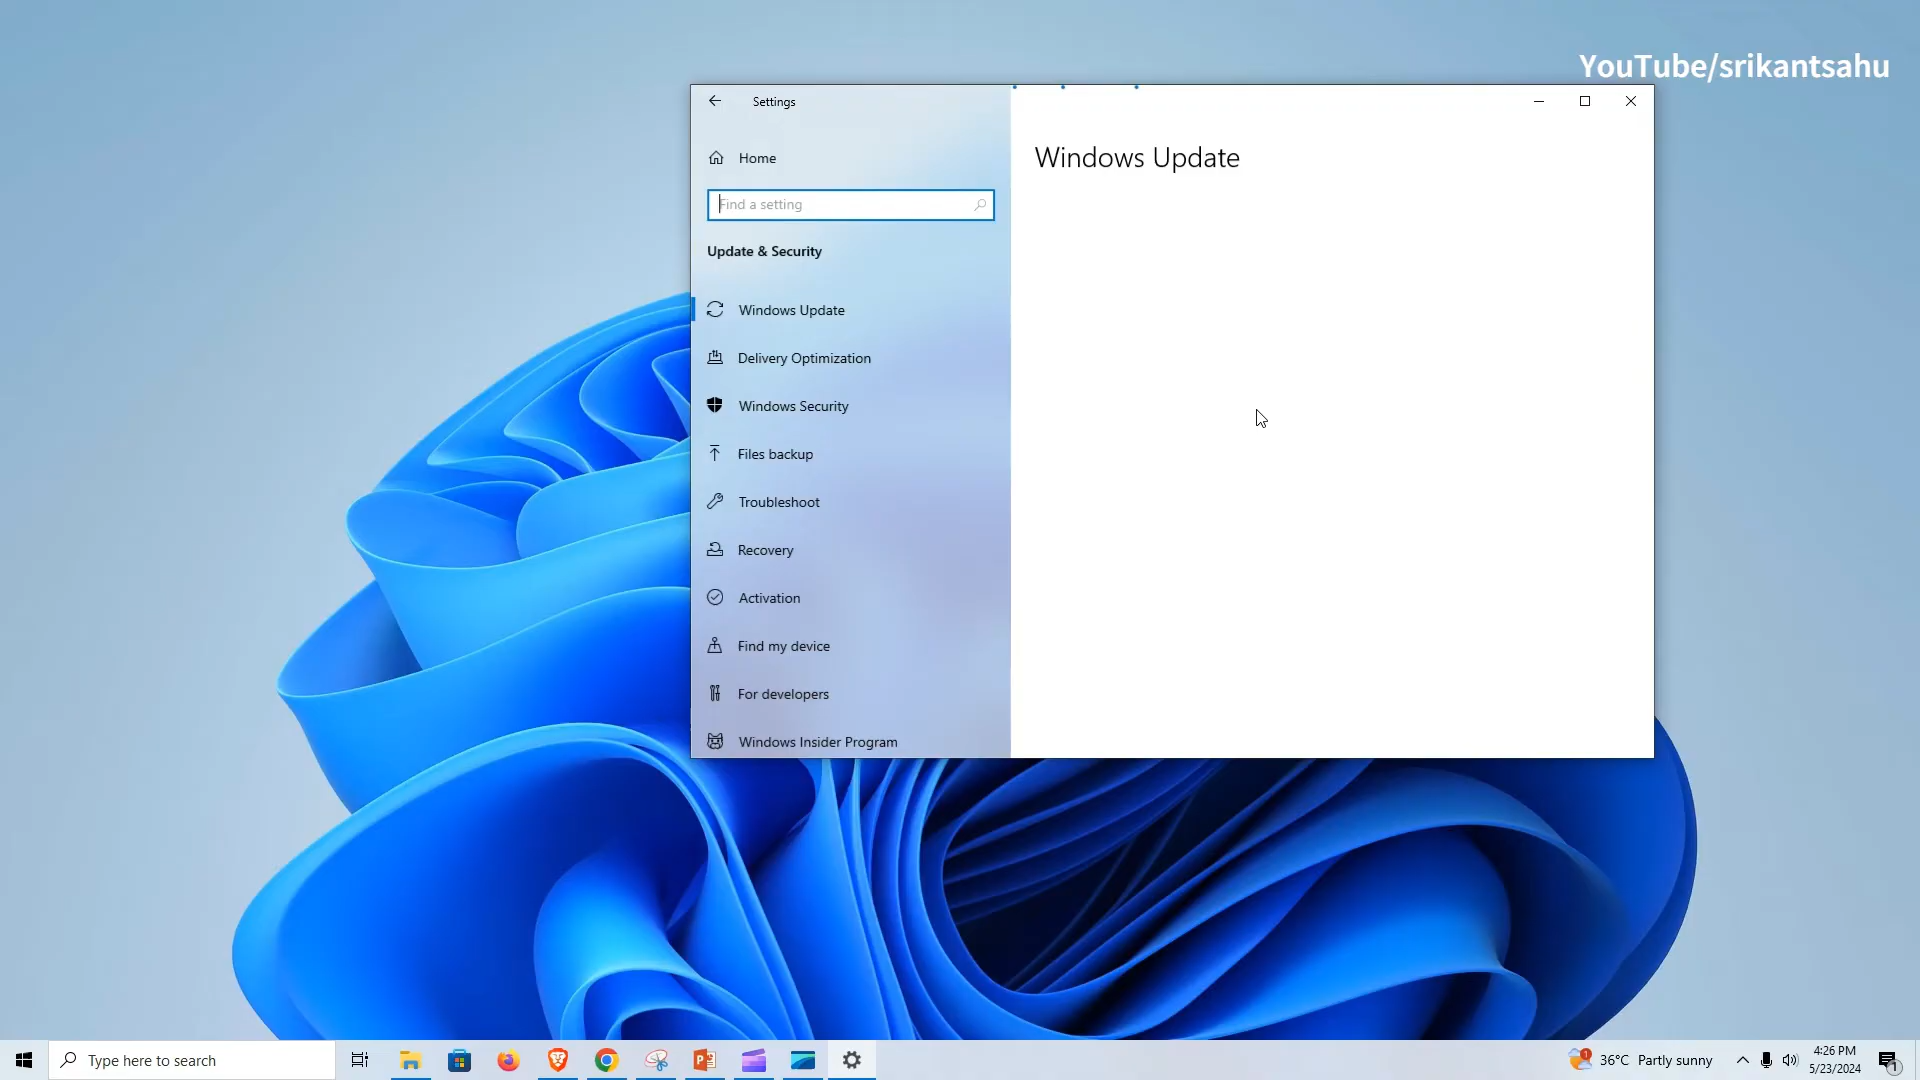 YouTube/srikantsahu
Settings
Home
Find a setting
Update & Security
Windows Update
Delivery Optimization
Windows Security
Files backup
Troubleshoot
Recovery
Activation
Find my device
For developers
Windows Insider Program
Windows Update
Type here to search
1
36°C Partly sunny
4:26 PM
5/23/2024
1